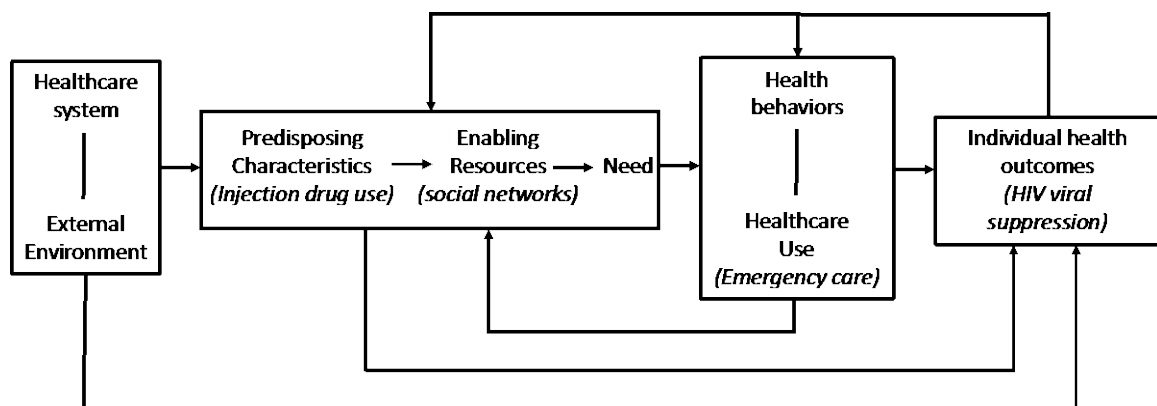 Healthcare
system
External
Environment
Predisposing
Characteristics
(Injection drug use)
Enabling
Resources
(social networks)
Need
Health
behaviors
Healthcare
Use
(Emergency care)
Individual health
outcomes
(HIV viral
suppression)